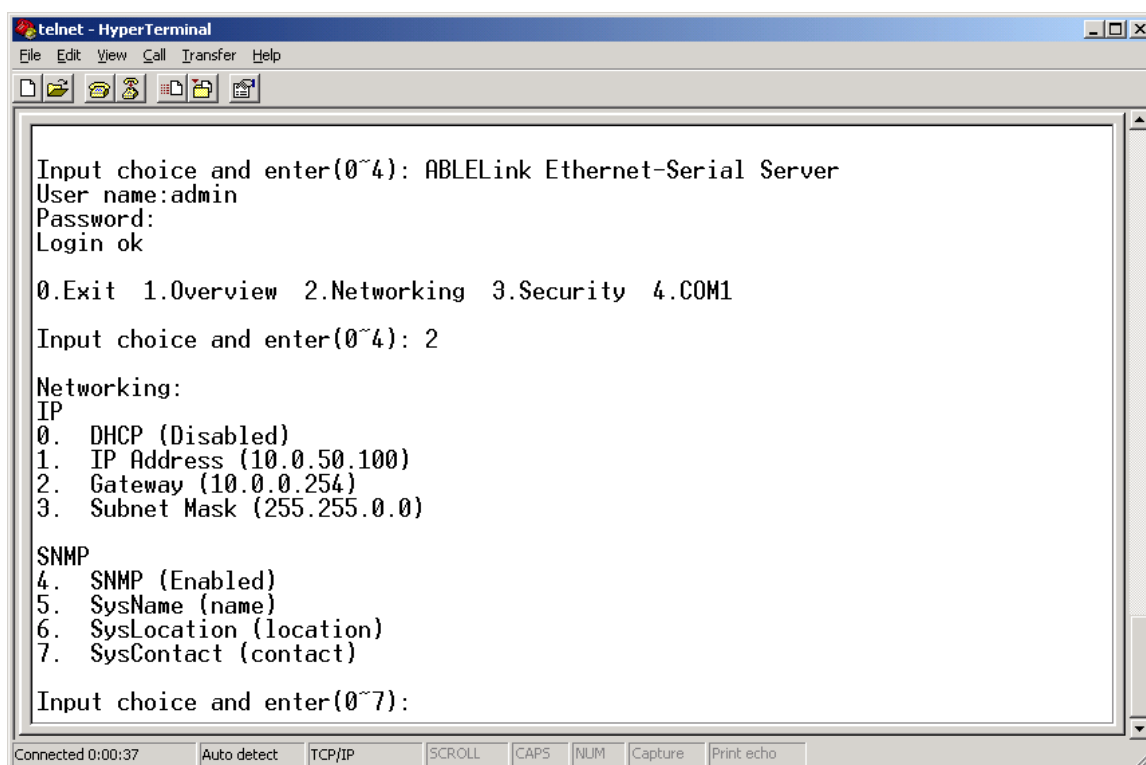 telnet - HyperTerminal
File Edit View Call Transfer Help
Input choice and enter(0~4): ABLELink Ethernet-Serial Server
User name:admin
Password:
Login ok
0.Exit 1.Overview 2.Networking 3.Security 4.COM1
Input choice and enter(0~4): 2
Networking:
IP
0. DHCP (Disabled)
1. IP Address (10.0.50.100)
2. Gateway (10.0.0.254)
3. Subnet Mask (255.255.0.0)
SNMP
4. SNMP (Enabled)
5. SysName (name)
6. SysLocation (location)
7. SysContact (contact)
Input choice and enter(0~7):
Connected 0:00:37 Auto detect TCP/IP SCROLL CAPS NUM Capture Print echo